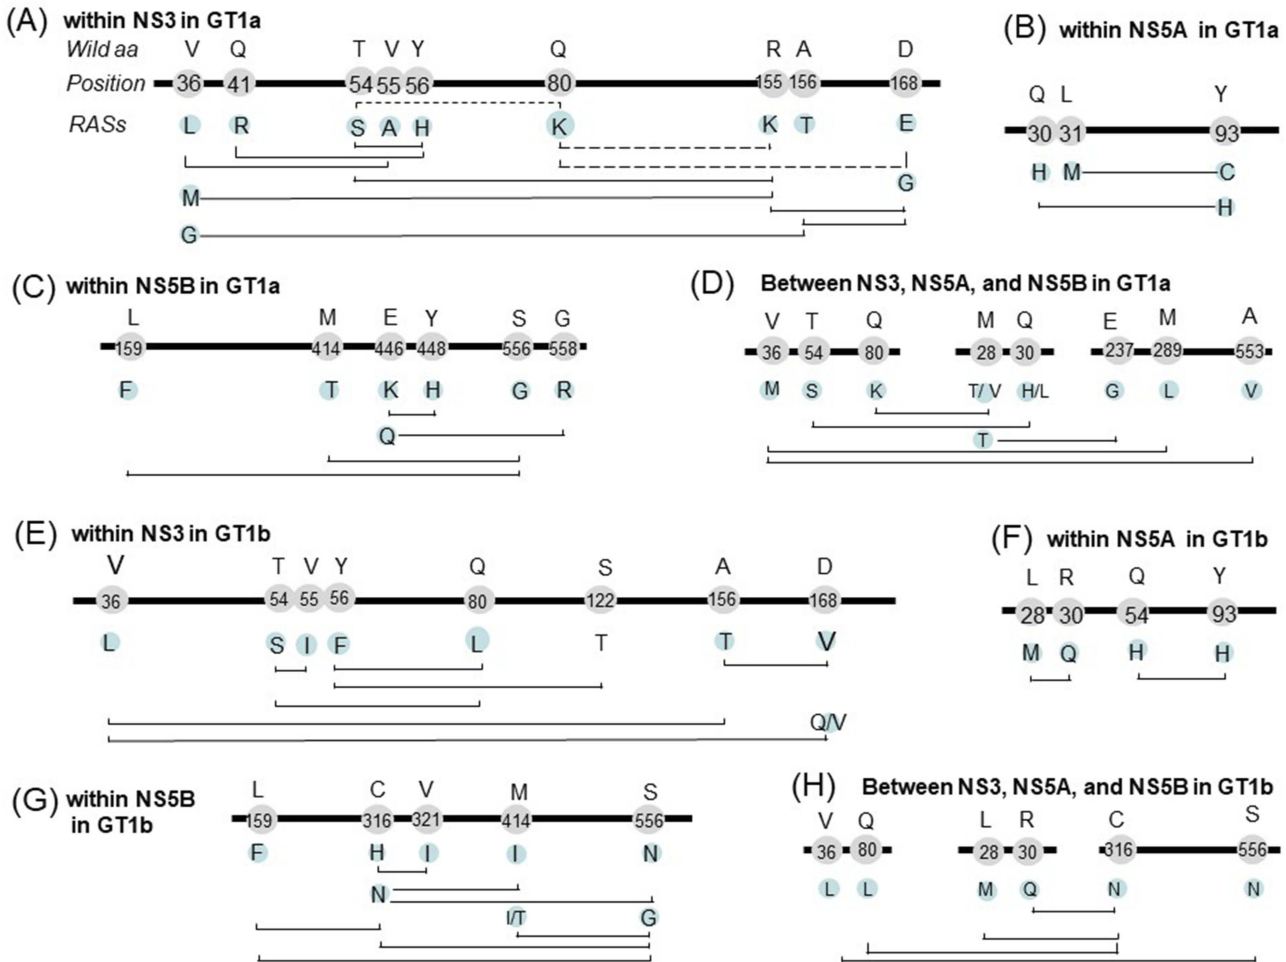 (A) within NS3 in GT1a
Wild aa V Q T V Y Q R A D
Position 36 41 54 55 56 80 155 156 168
RASs L R S A H K K T E
G
M
G
(B) within NS5A in GT1a
Q L Y
30 31 93
H M C
H
(C) within NS5B in GT1a
L M E Y S G
159 414 446 448 556 558
F T K H G R
Q
(D) Between NS3, NS5A, and NS5B in GT1a
V T Q M Q E M A
36 54 80 28 30 237 289 553
M S K T/V H/L G L V
T
(E) within NS3 in GT1b
V T V Y Q S A D
36 54 55 56 80 122 156 168
L S I F L T T V
Q/V
(F) within NS5A in GT1b
L R Q Y
28 30 54 93
M Q H H
(G) within NS5B
in GT1b
L C V M S
159 316 321 414 556
F H I I N
N
I/T G
(H) Between NS3, NS5A, and NS5B in GT1b
V Q L R C S
36 80 28 30 316 556
L L M Q N N